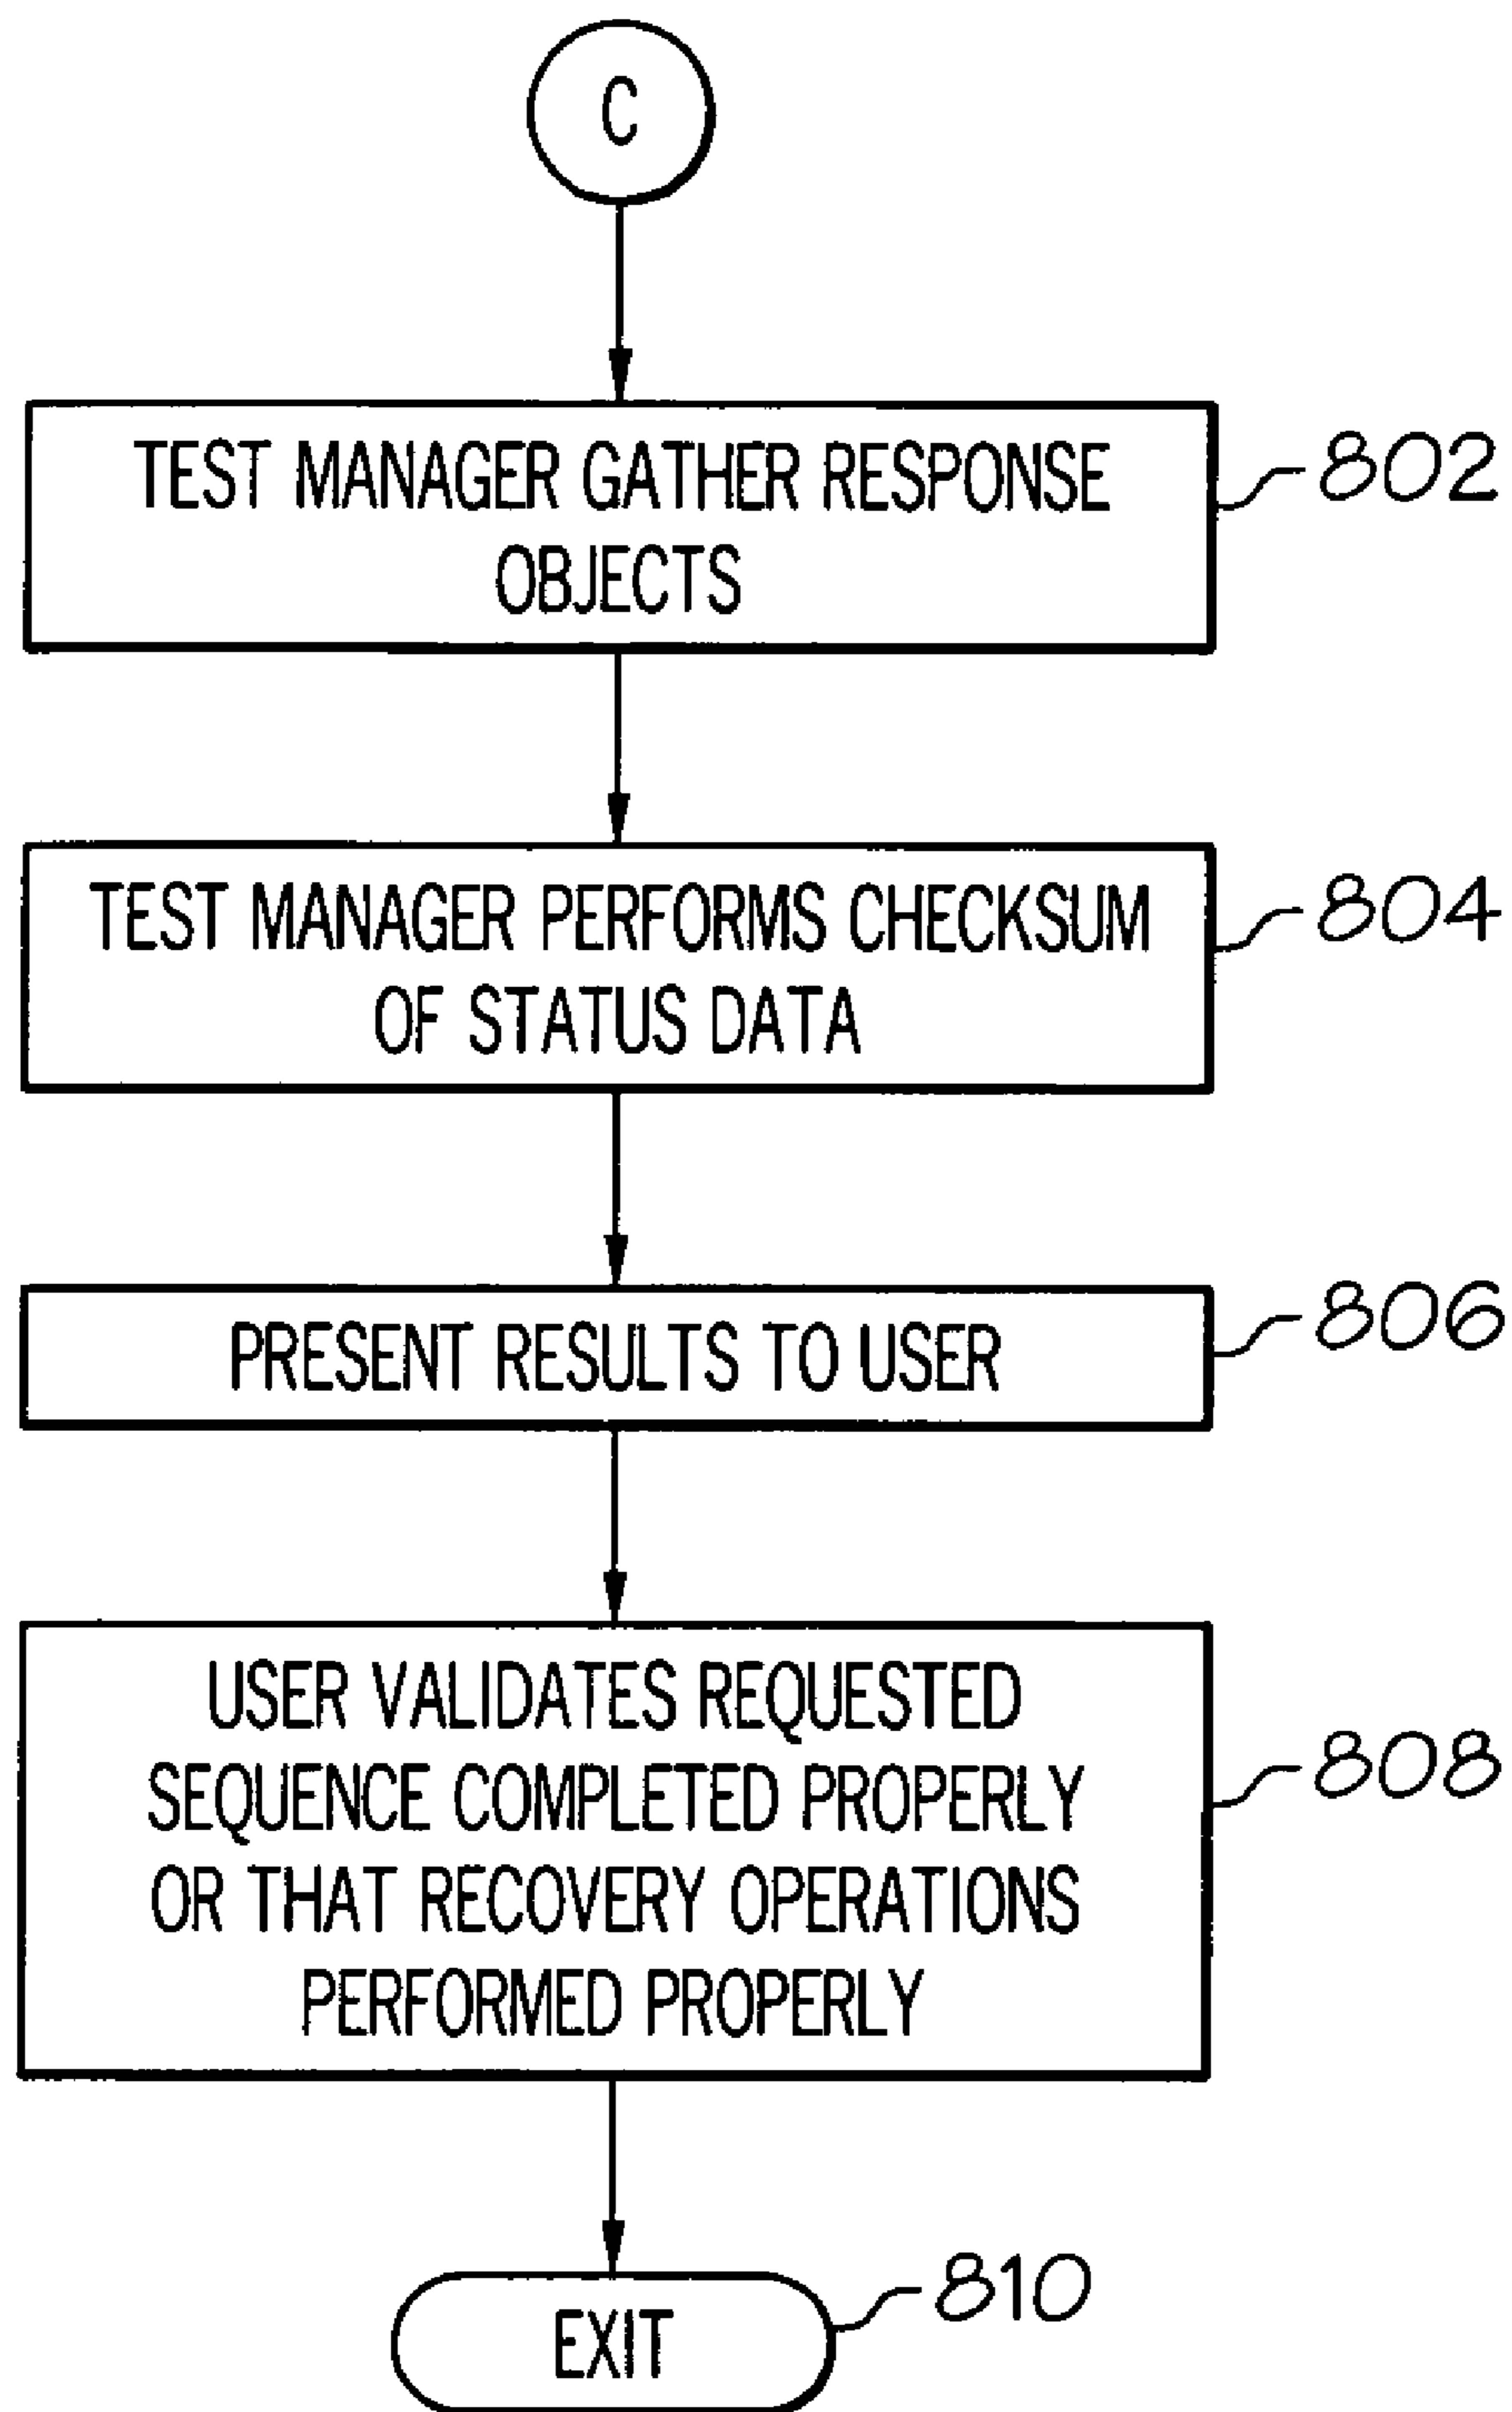 C
TEST MANAGER GATHER RESPONSE
OBJECTS
802
TEST MANAGER PERFORMS CHECKSUM
OF STATUS DATA
804
PRESENT RESULTS TO USER
806
USER VALIDATES REQUESTED
SEQUENCE COMPLETED PROPERLY
OR THAT RECOVERY OPERATIONS
PERFORMED PROPERLY
808
EXIT
810